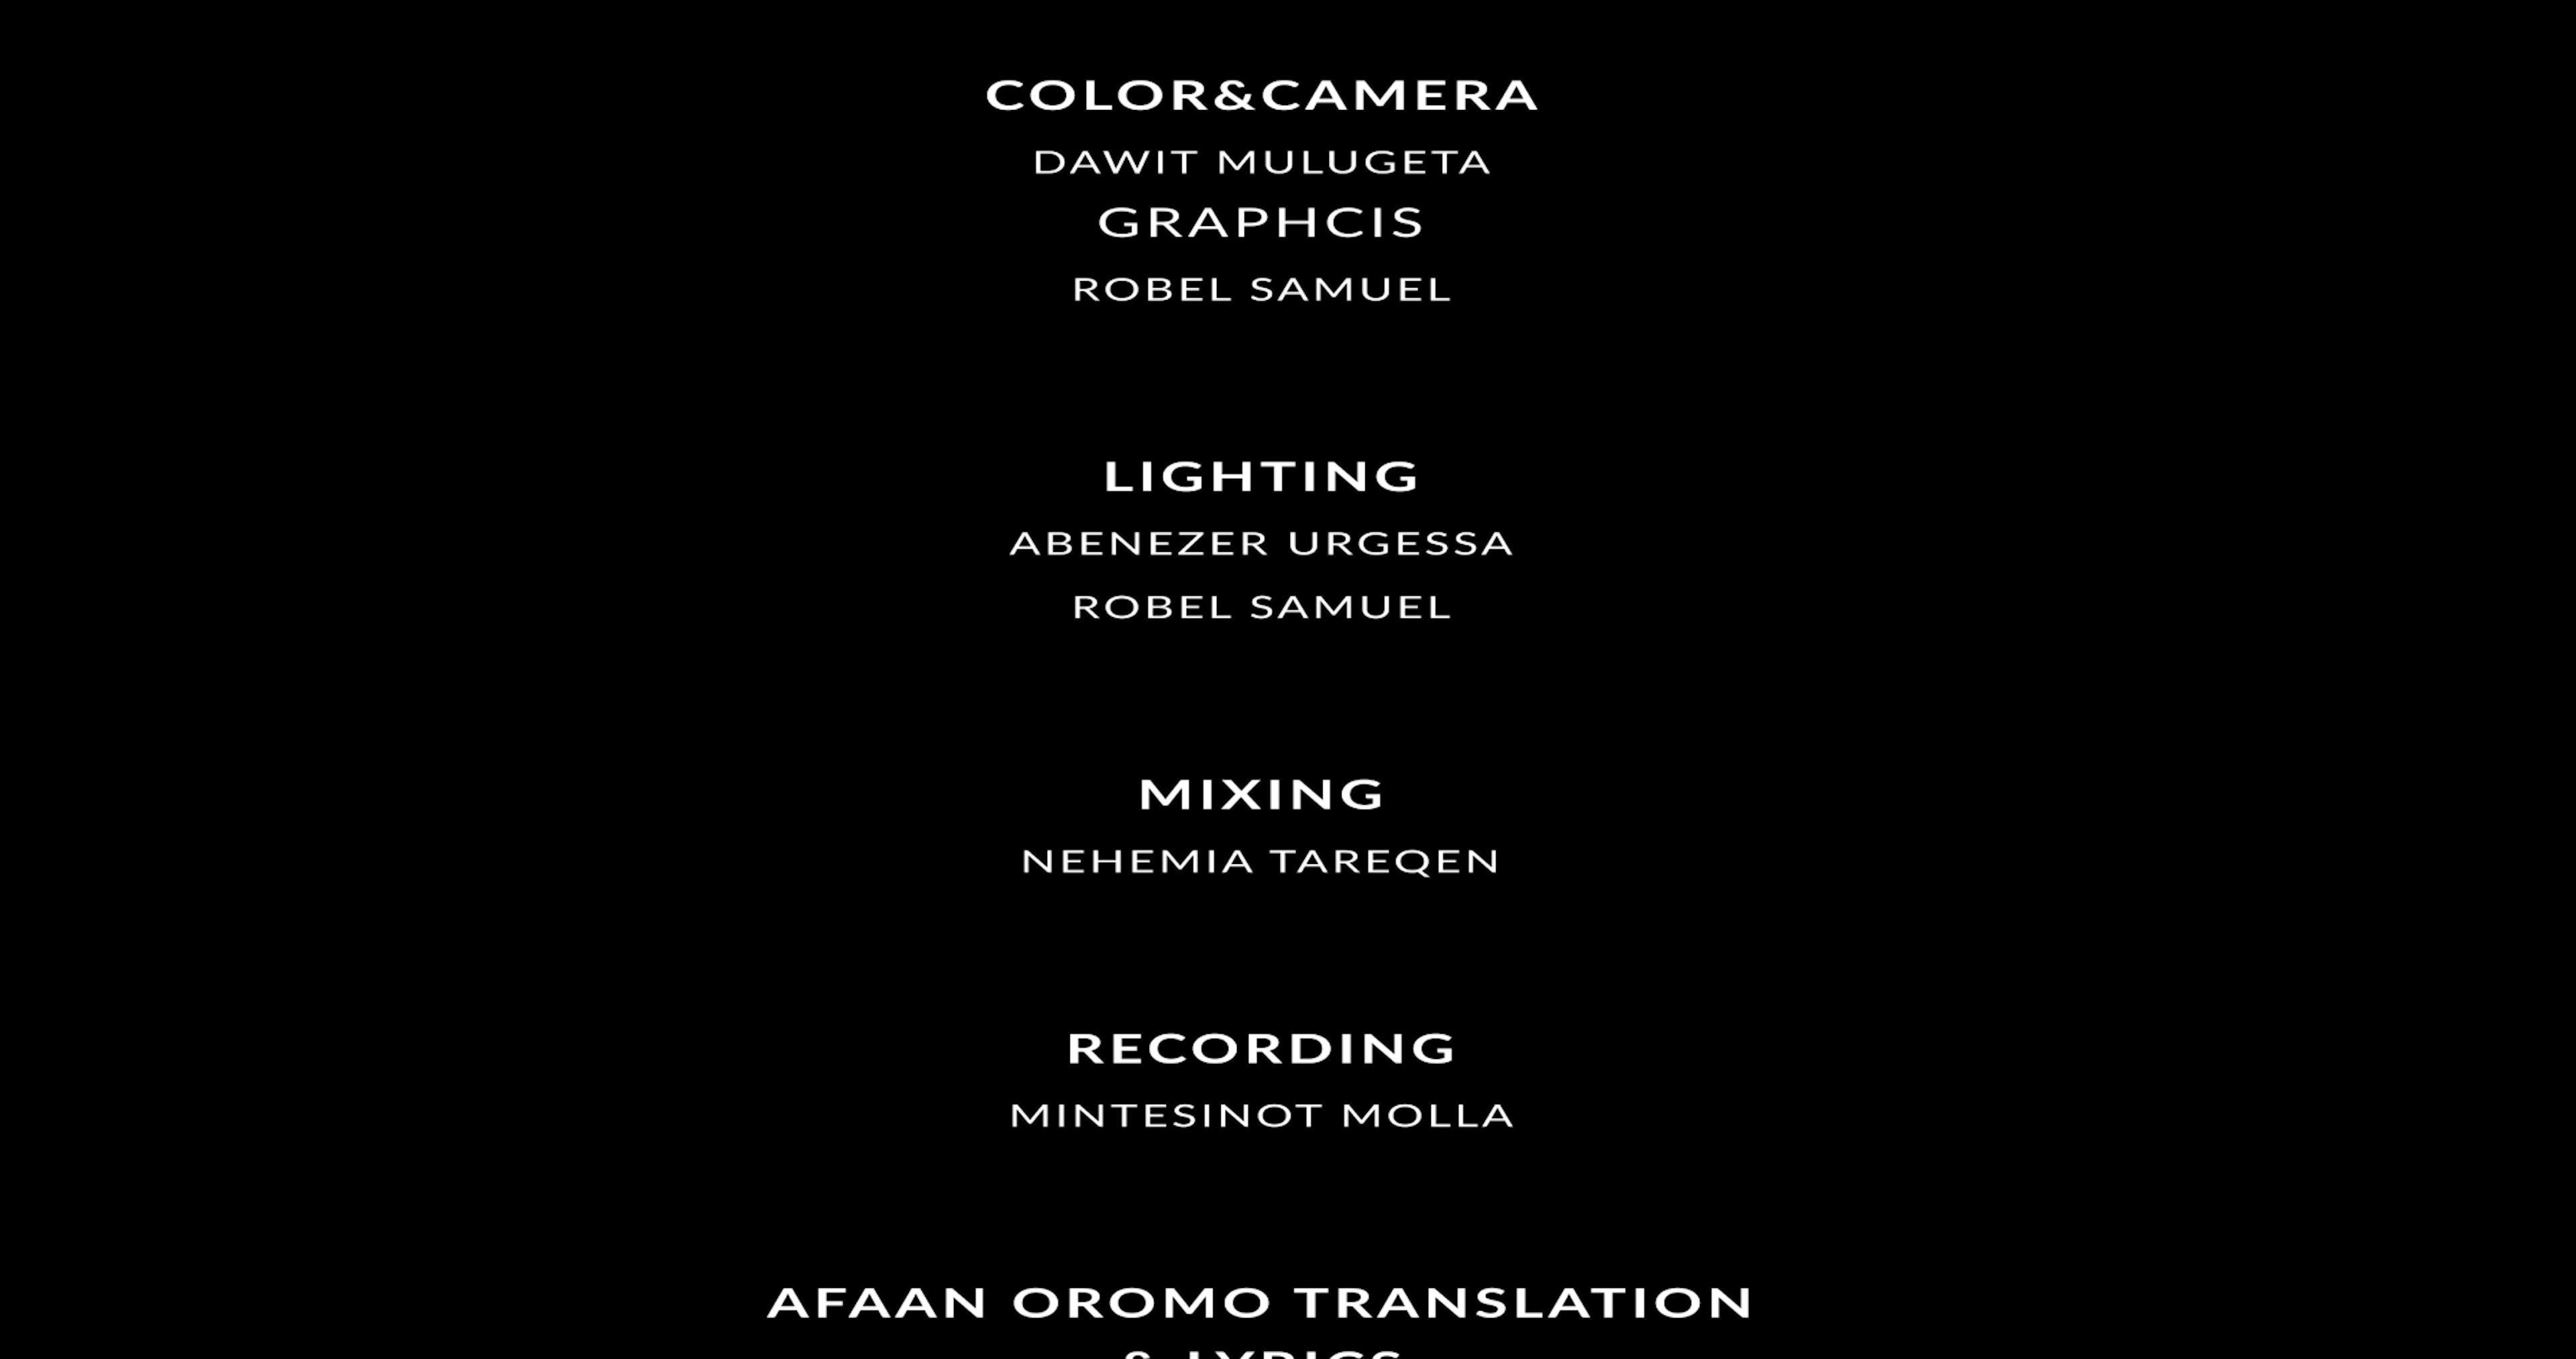 COLOR&CAMERA
DAWIT MULUGETA
GRAPHCIS
ROBEL SAMUEL
LIGHTING
ABENEZER URGESSA
ROBEL SAMUEL
MIXING
NEHEMIA TAREQEN
RECORDING
MINTESINOT MOLLA
AFAAN OROMO TRANSLATION
& LYRICS